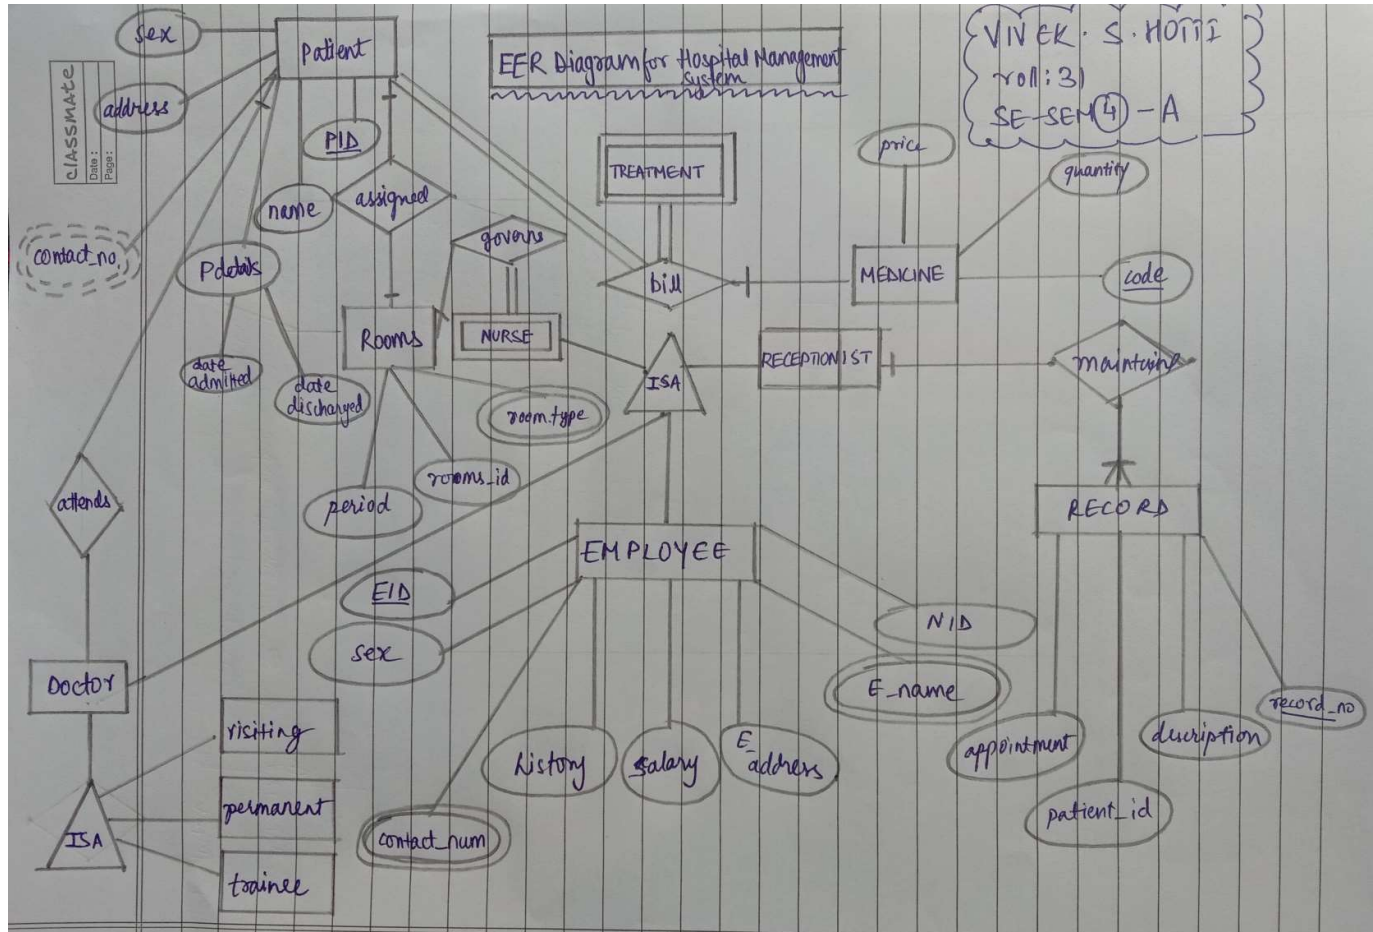 sex
Patient
EER Diagram for Hospital Management
system
VIVEK. S. HOTTI
roll: 31
SE-SEM 4 - A
classmate
Date :
Page :
address
PID
name
assigned
TREATMENT
price
quantity
contact_no.
Pdetails
governs
bill
MEDICINE
code
Rooms
NURSE
ISA
RECEPTIONIST
maintains
date
admitted
date
discharged
room.type
rooms_id
period
attends
RECORD
EMPLOYEE
EID
sex
NID
E_name
Doctor
visiting
permanent
trainee
ISA
history
salary
E_
address
contact_num
appointment
patient_id
description
record_no